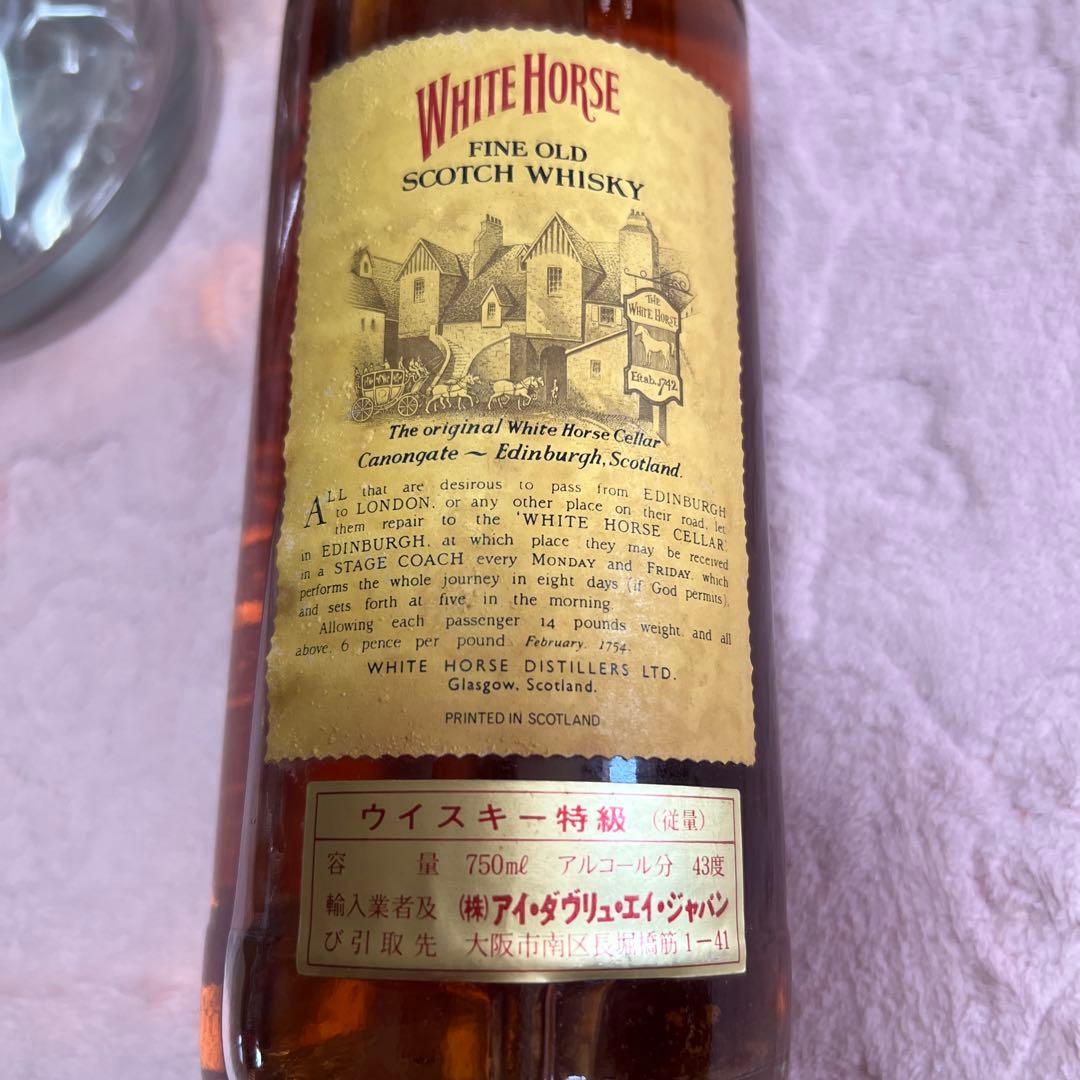 WHITE HORSE
FINE OLD
SCOTCH WHISKY
THE
WHITE HORSE
Eſtab. 1742
The original White Horse Cellar
Canongate ~ Edinburgh, Scotland.
ALL that are desirous to pass from EDINBURGH
to LONDON, or any other place on their road, let
them repair to the 'WHITE HORSE CELLAR'
in EDINBURGH, at which place they may be received
in a STAGE COACH every MONDAY and FRIDAY, which
performs the whole journey in eight days (if God permits),
and sets forth at five in the morning.
Allowing each passenger 14 pounds weight, and all
above, 6 pence per pound. February, 1754.
WHITE HORSE DISTILLERS LTD.
Glasgow, Scotland.
PRINTED IN SCOTLAND
ウイスキー特級 (従量)
容量 750ml アルコール分 43度
輸入業者及 (株)アイ・ダヴリュ・エイ・ジャパン
び引取先 大阪市南区長堀橋筋1-41